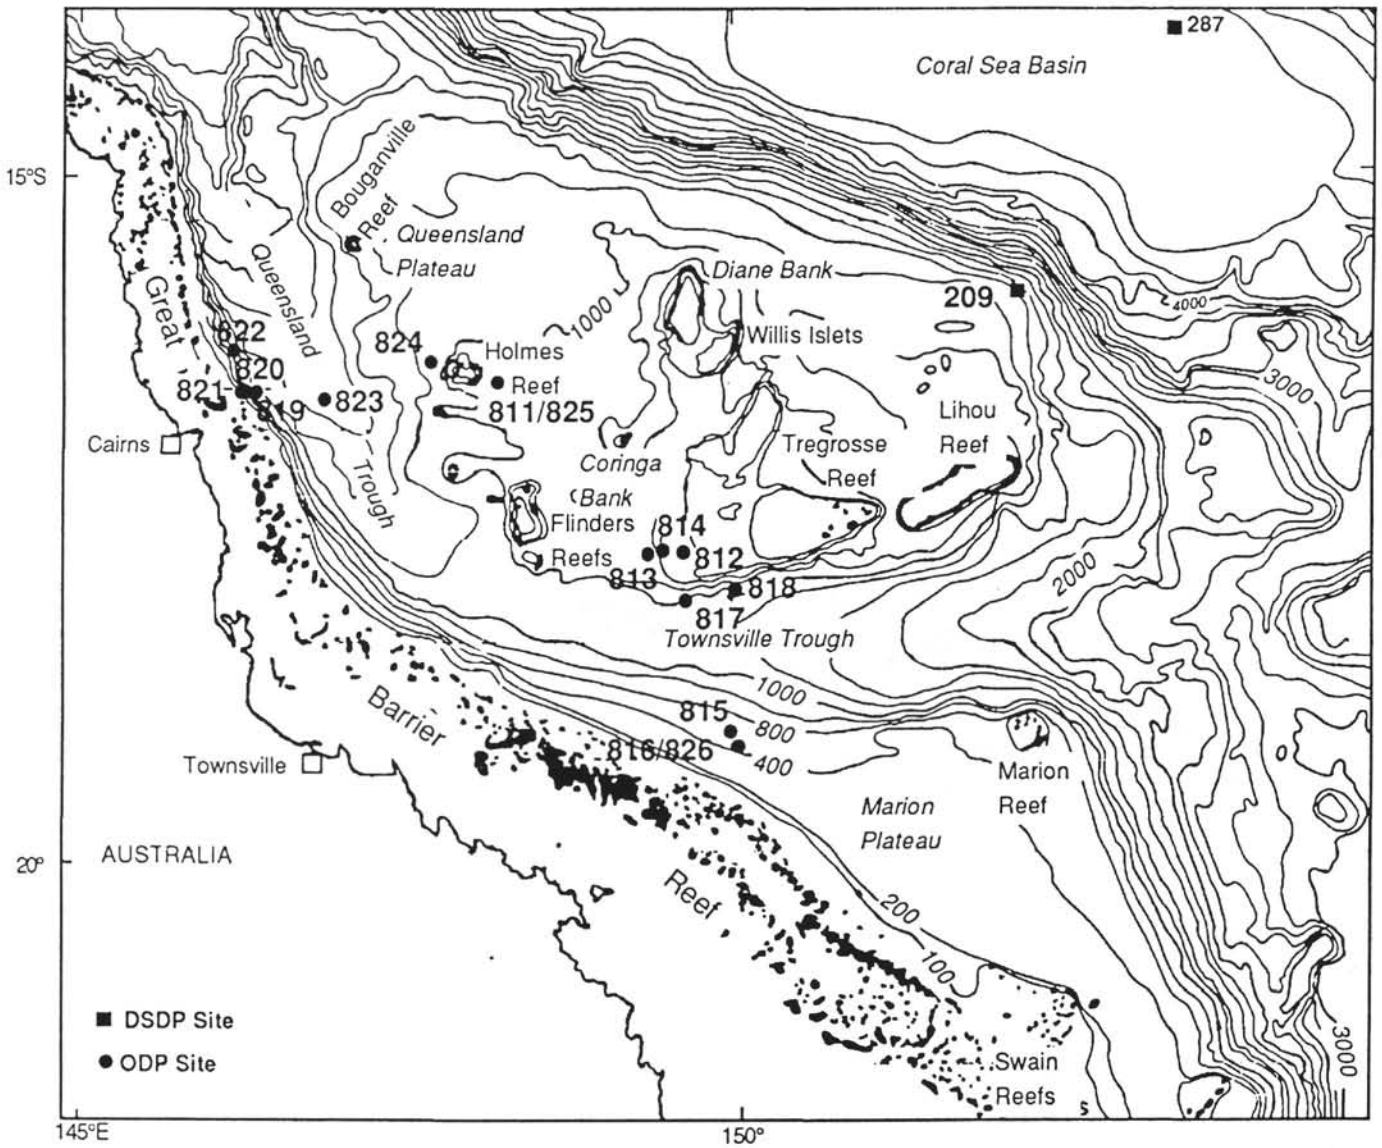 287
Coral Sea Basin
15°S
Bouganville
Reef
Queensland
Plateau
Queensland
Trough
Diane Bank
209
4000
Great
1000
Willis Islets
822
824
Holmes
Reef
3000
820
821
819
823
811/825
Lihou
Reef
Cairns
Coringa
Bank
Tregrosse
Reef
Flinders
Reefs
814
812
813
818
817
2000
Townsville Trough
1000
Barrier
815
800
816/826
400
Townsville
Marion
Reef
Marion
Plateau
20°
AUSTRALIA
Reef
200
100
DSDP Site
ODP Site
Swain
Reefs
s
3000
145°E
150°